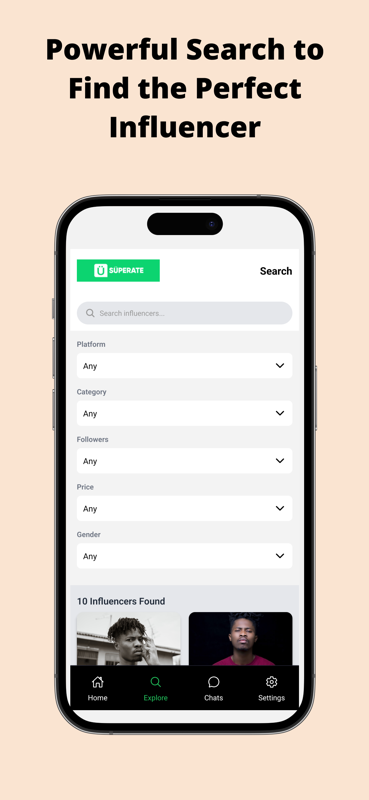 Powerful Search to
Find the Perfect
Influencer
Ü SÜPERATE
Search
Search influencers...
Platform
Any
Category
Any
Followers
Any
Price
Any
Gender
Any
10 Influencers Found
Home
Explore
Chats
Settings